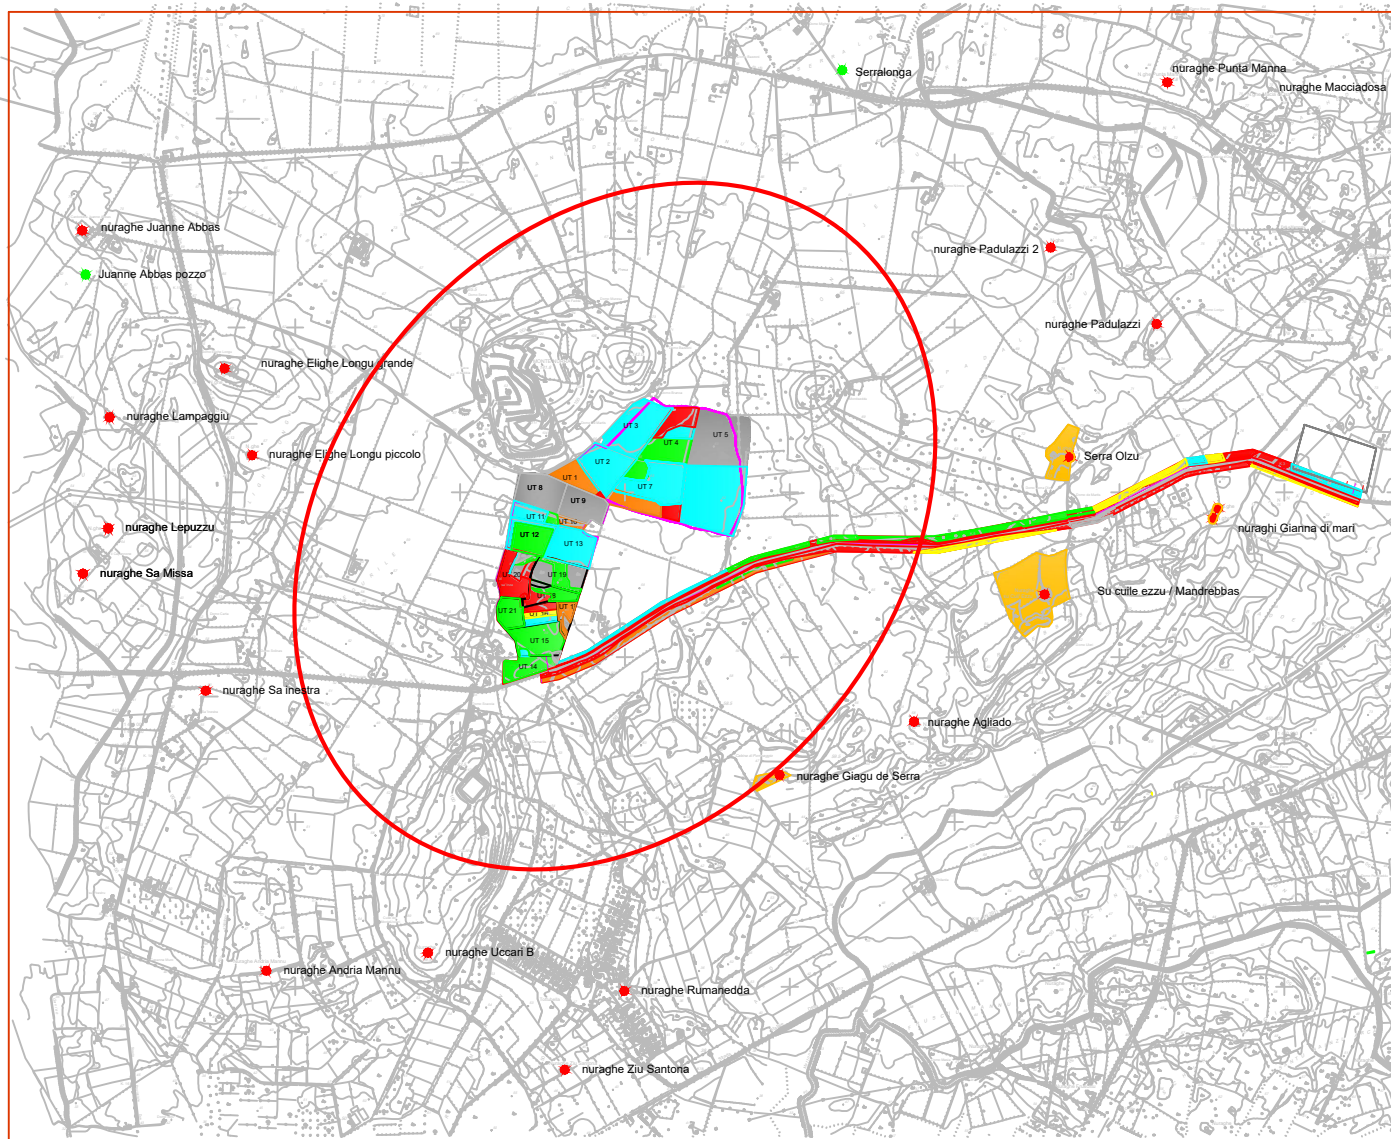 Serralonga
nuraghe Punta Manna
nuraghe Macciadosa
nuraghe Juanne Abbas
Juanne Abbas pozzo
nuraghe Padulazzi 2
nuraghe Padulazzi
nuraghe Elighe Longu grande
nuraghe Lampaggiu
nuraghe Elighe Longu piccolo
UT 3
UT 5
UT 4
UT 2
UT 1
UT 7
UT 8
UT 9
Serra Olzu
nuraghe Lepuzzu
UT 11
UT 12
UT 13
nuraghi Gianna di mari
nuraghe Sa Missa
UT 20
UT 19
Su culle ezzu / Mandrebbas
UT 21
UT 15
UT 14
nuraghe Sa inestra
nuraghe Agliado
nuraghe Giagu de Serra
nuraghe Uccari B
nuraghe Andria Mannu
nuraghe Rumanedda
nuraghe Ziu Santona